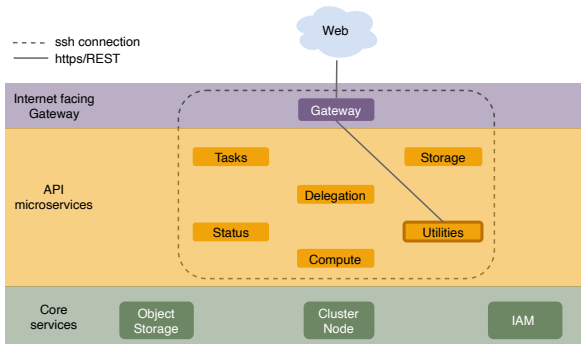 Web
ssh connection
https/REST
Internet facing
Gateway
Gateway
API
microservices
Tasks
Storage
Delegation
Status
Utilities
Compute
Core
services
Object
Storage
Cluster
Node
IAM